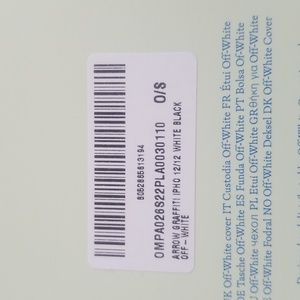 8052865613194
OMPA026S22PLA0030110 O/S
ARROW GRAFFITI IPHO 12/12 WHITE BLACK
OFF-WHITE
UK Off-White cover IT Custodia Off-White FR Étui Off-White
DE Tasche Off-White ES Funda Off-White PT Bolsa Off-White
Off-White чехол PL Etui Off-White GR θήκη για Off-White
Off-White Fodral NO Off-White Deksel DK Off-White Cover